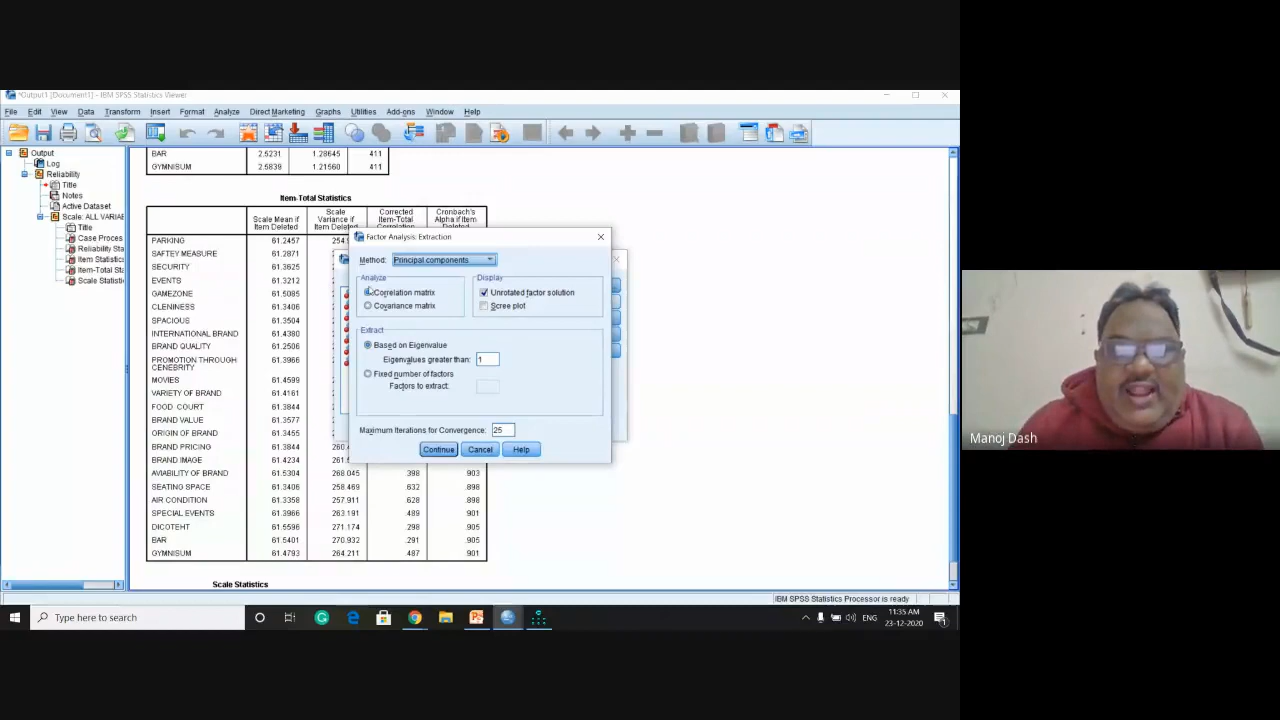 *Output1 [Document1] - IBM SPSS Statistics Viewer
File Edit View Data Transform Insert Format Analyze Direct Marketing Graphs Utilities Add-ons Window Help
Output
Log
Reliability
Title
Notes
Active Dataset
Scale: ALL VARIAB
Title
Case Proces
Reliability Sta
Item Statistics
Item-Total Sta
Scale Statistic
BAR 2.5231 1.28645 411
GYMNISUM 2.5839 1.21560 411
Item-Total Statistics
Scale Mean if Item Deleted
Scale Variance if Item Deleted
Corrected Item-Total Correlation
Cronbach's Alpha if Item Deleted
PARKING 61.2457
SAFTEY MEASURE 61.2871
SECURITY 61.3625
EVENTS 61.3212
GAMEZONE 61.5085
CLENINESS 61.3406
SPACIOUS 61.3504
INTERNATIONAL BRAND 61.4380
BRAND QUALITY 61.2506
PROMOTION THROUGH CENEBRITY 61.3966
MOVIES 61.4599
VARIETY OF BRAND 61.4161
FOOD COURT 61.3844
BRAND VALUE 61.3577
ORIGIN OF BRAND 61.3455
BRAND PRICING 61.3844
BRAND IMAGE 61.4234
AVIABILITY OF BRAND 61.5304 268.045 .398 .903
SEATING SPACE 61.3406 258.469 .632 .898
AIR CONDITION 61.3358 257.911 .628 .898
SPECIAL EVENTS 61.3966 263.191 .489 .901
DICOTEHT 61.5596 271.174 .298 .905
BAR 61.5401 270.932 .291 .905
GYMNISUM 61.4793 264.211 .487 .901
Scale Statistics
Factor Analysis: Extraction
Method: Principal components
Analyze
Correlation matrix
Covariance matrix
Display
Unrotated factor solution
Scree plot
Extract
Based on Eigenvalue
Eigenvalues greater than: 1
Fixed number of factors
Factors to extract:
Maximum Iterations for Convergence: 25
Continue Cancel Help
IBM SPSS Statistics Processor is ready
Type here to search
ENG
11:35 AM
23-12-2020
Manoj Dash